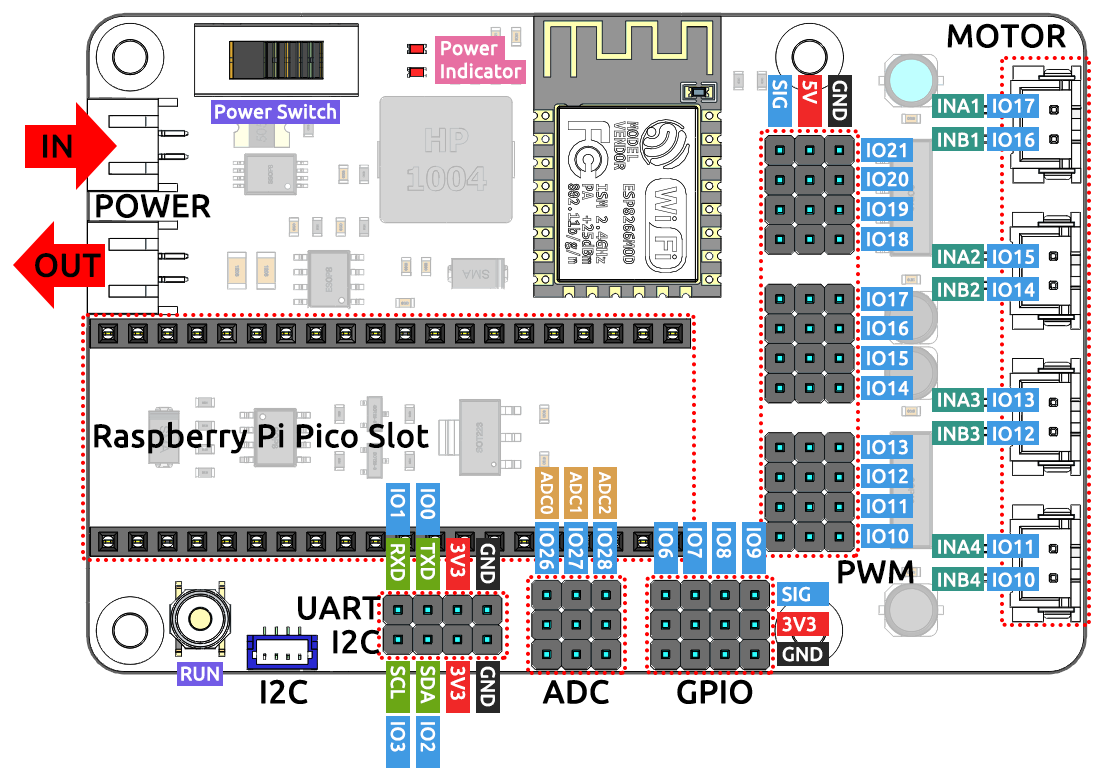 MOTOR
Power
Indicator
Power Switch
IN
POWER
OUT
HP
1004
SMA
MODEL
VENDOR
ESP8266MOD
ISM 2.4GHz
PA +25dBm
802.11b/g/n
FC
WiFi
SIG
5V
GND
IO21
IO20
IO19
IO18
IO17
IO16
IO15
IO14
IO13
IO12
IO11
IO10
PWM
INA1 IO17
INB1 IO16
INA2 IO15
INB2 IO14
INA3 IO13
INB3 IO12
INA4 IO11
INB4 IO10
Raspberry Pi Pico Slot
SOT223
IO1 IO0
RXD TXD 3V3 GND
UART
I2C
SCL SDA 3V3 GND
IO3 IO2
RUN
I2C
ADC0 ADC1 ADC2
IO26 IO27 IO28
ADC
IO6 IO7 IO8 IO9
SIG
3V3
GND
GPIO